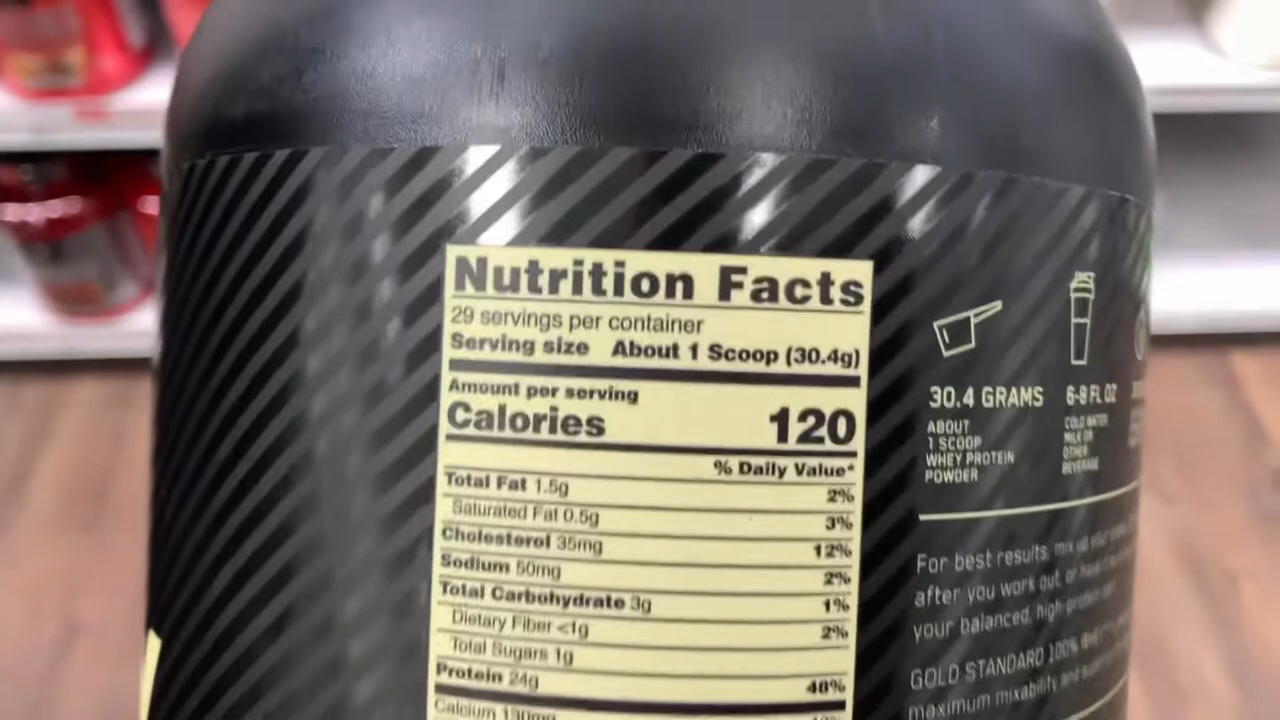 Nutrition Facts
29 servings per container
Serving size About 1 Scoop (30.4g)
Amount per serving
Calories 120
% Daily Value*
Total Fat 1.5g 2%
Saturated Fat 0.5g 3%
Cholesterol 35mg 12%
Sodium 50mg 2%
Total Carbohydrate 3g 1%
Dietary Fiber <1g 2%
Total Sugars 1g
Protein 24g 48%
Calcium 130mg
30.4 GRAMS
ABOUT
1 SCOOP
WHEY PROTEIN
POWDER
6-8 FL OZ
COLD WATER
MILK OR
OTHER
BEVERAGE
For best results, mix up your
after you work out, or have
your balanced, high-protein
GOLD STANDARD 100%
maximum mixability and